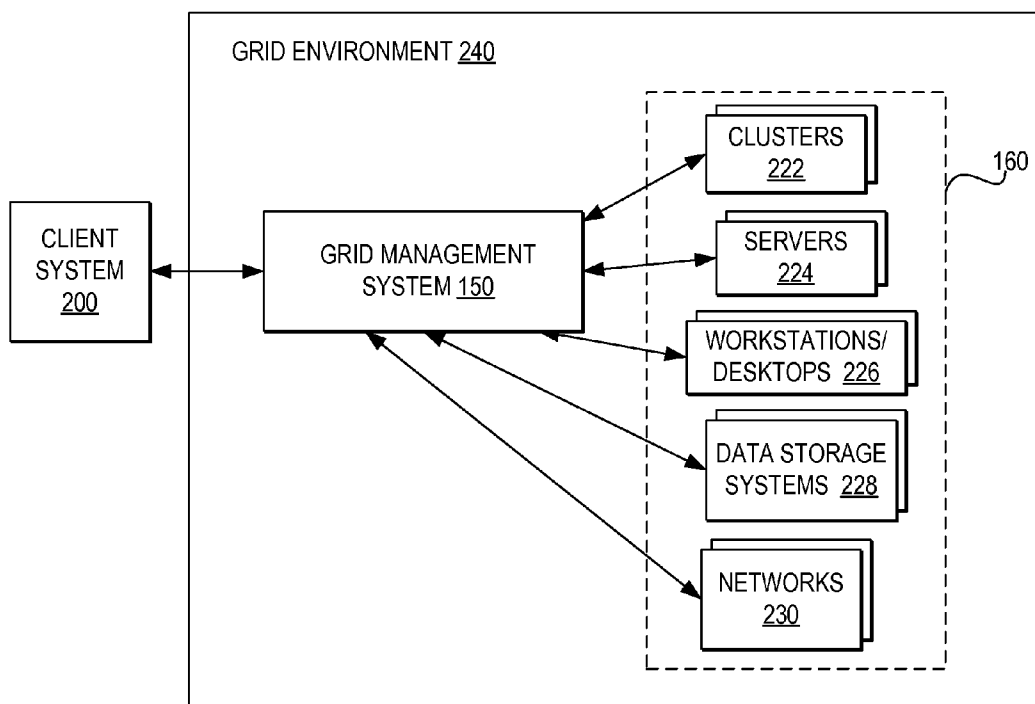 GRID ENVIRONMENT 240
CLUSTERS
222
160
SERVERS
224
CLIENT
SYSTEM
200
GRID MANAGEMENT
SYSTEM 150
WORKSTATIONS/
DESKTOPS 226
DATA STORAGE
SYSTEMS 228
NETWORKS
230